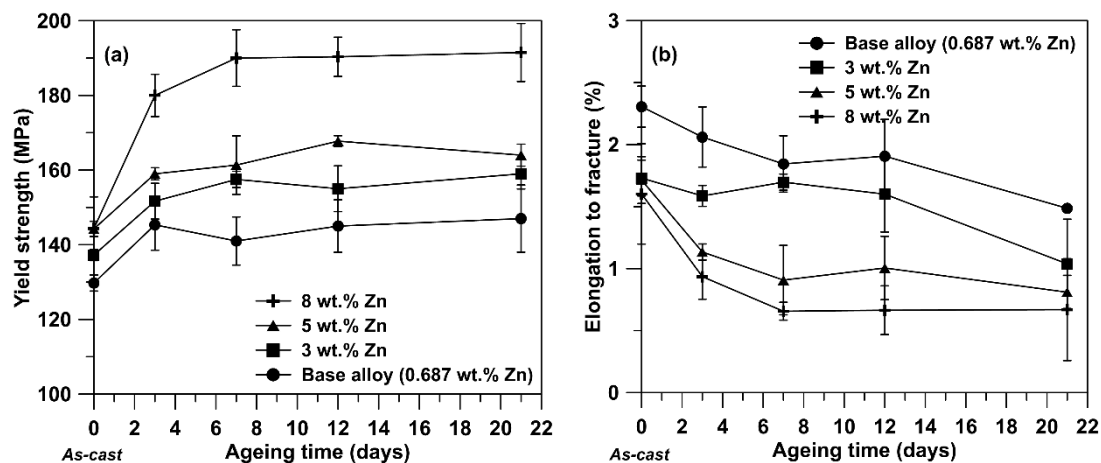 (a)
Yield strength (MPa)
200
180
160
140
120
100
8 wt.% Zn
5 wt.% Zn
3 wt.% Zn
Base alloy (0.687 wt.% Zn)
0 2 4 6 8 10 12 14 16 18 20 22
As-cast
Ageing time (days)
(b)
Elongation to fracture (%)
3
2
1
0
Base alloy (0.687 wt.% Zn)
3 wt.% Zn
5 wt.% Zn
8 wt.% Zn
0 2 4 6 8 10 12 14 16 18 20 22
As-cast
Ageing time (days)